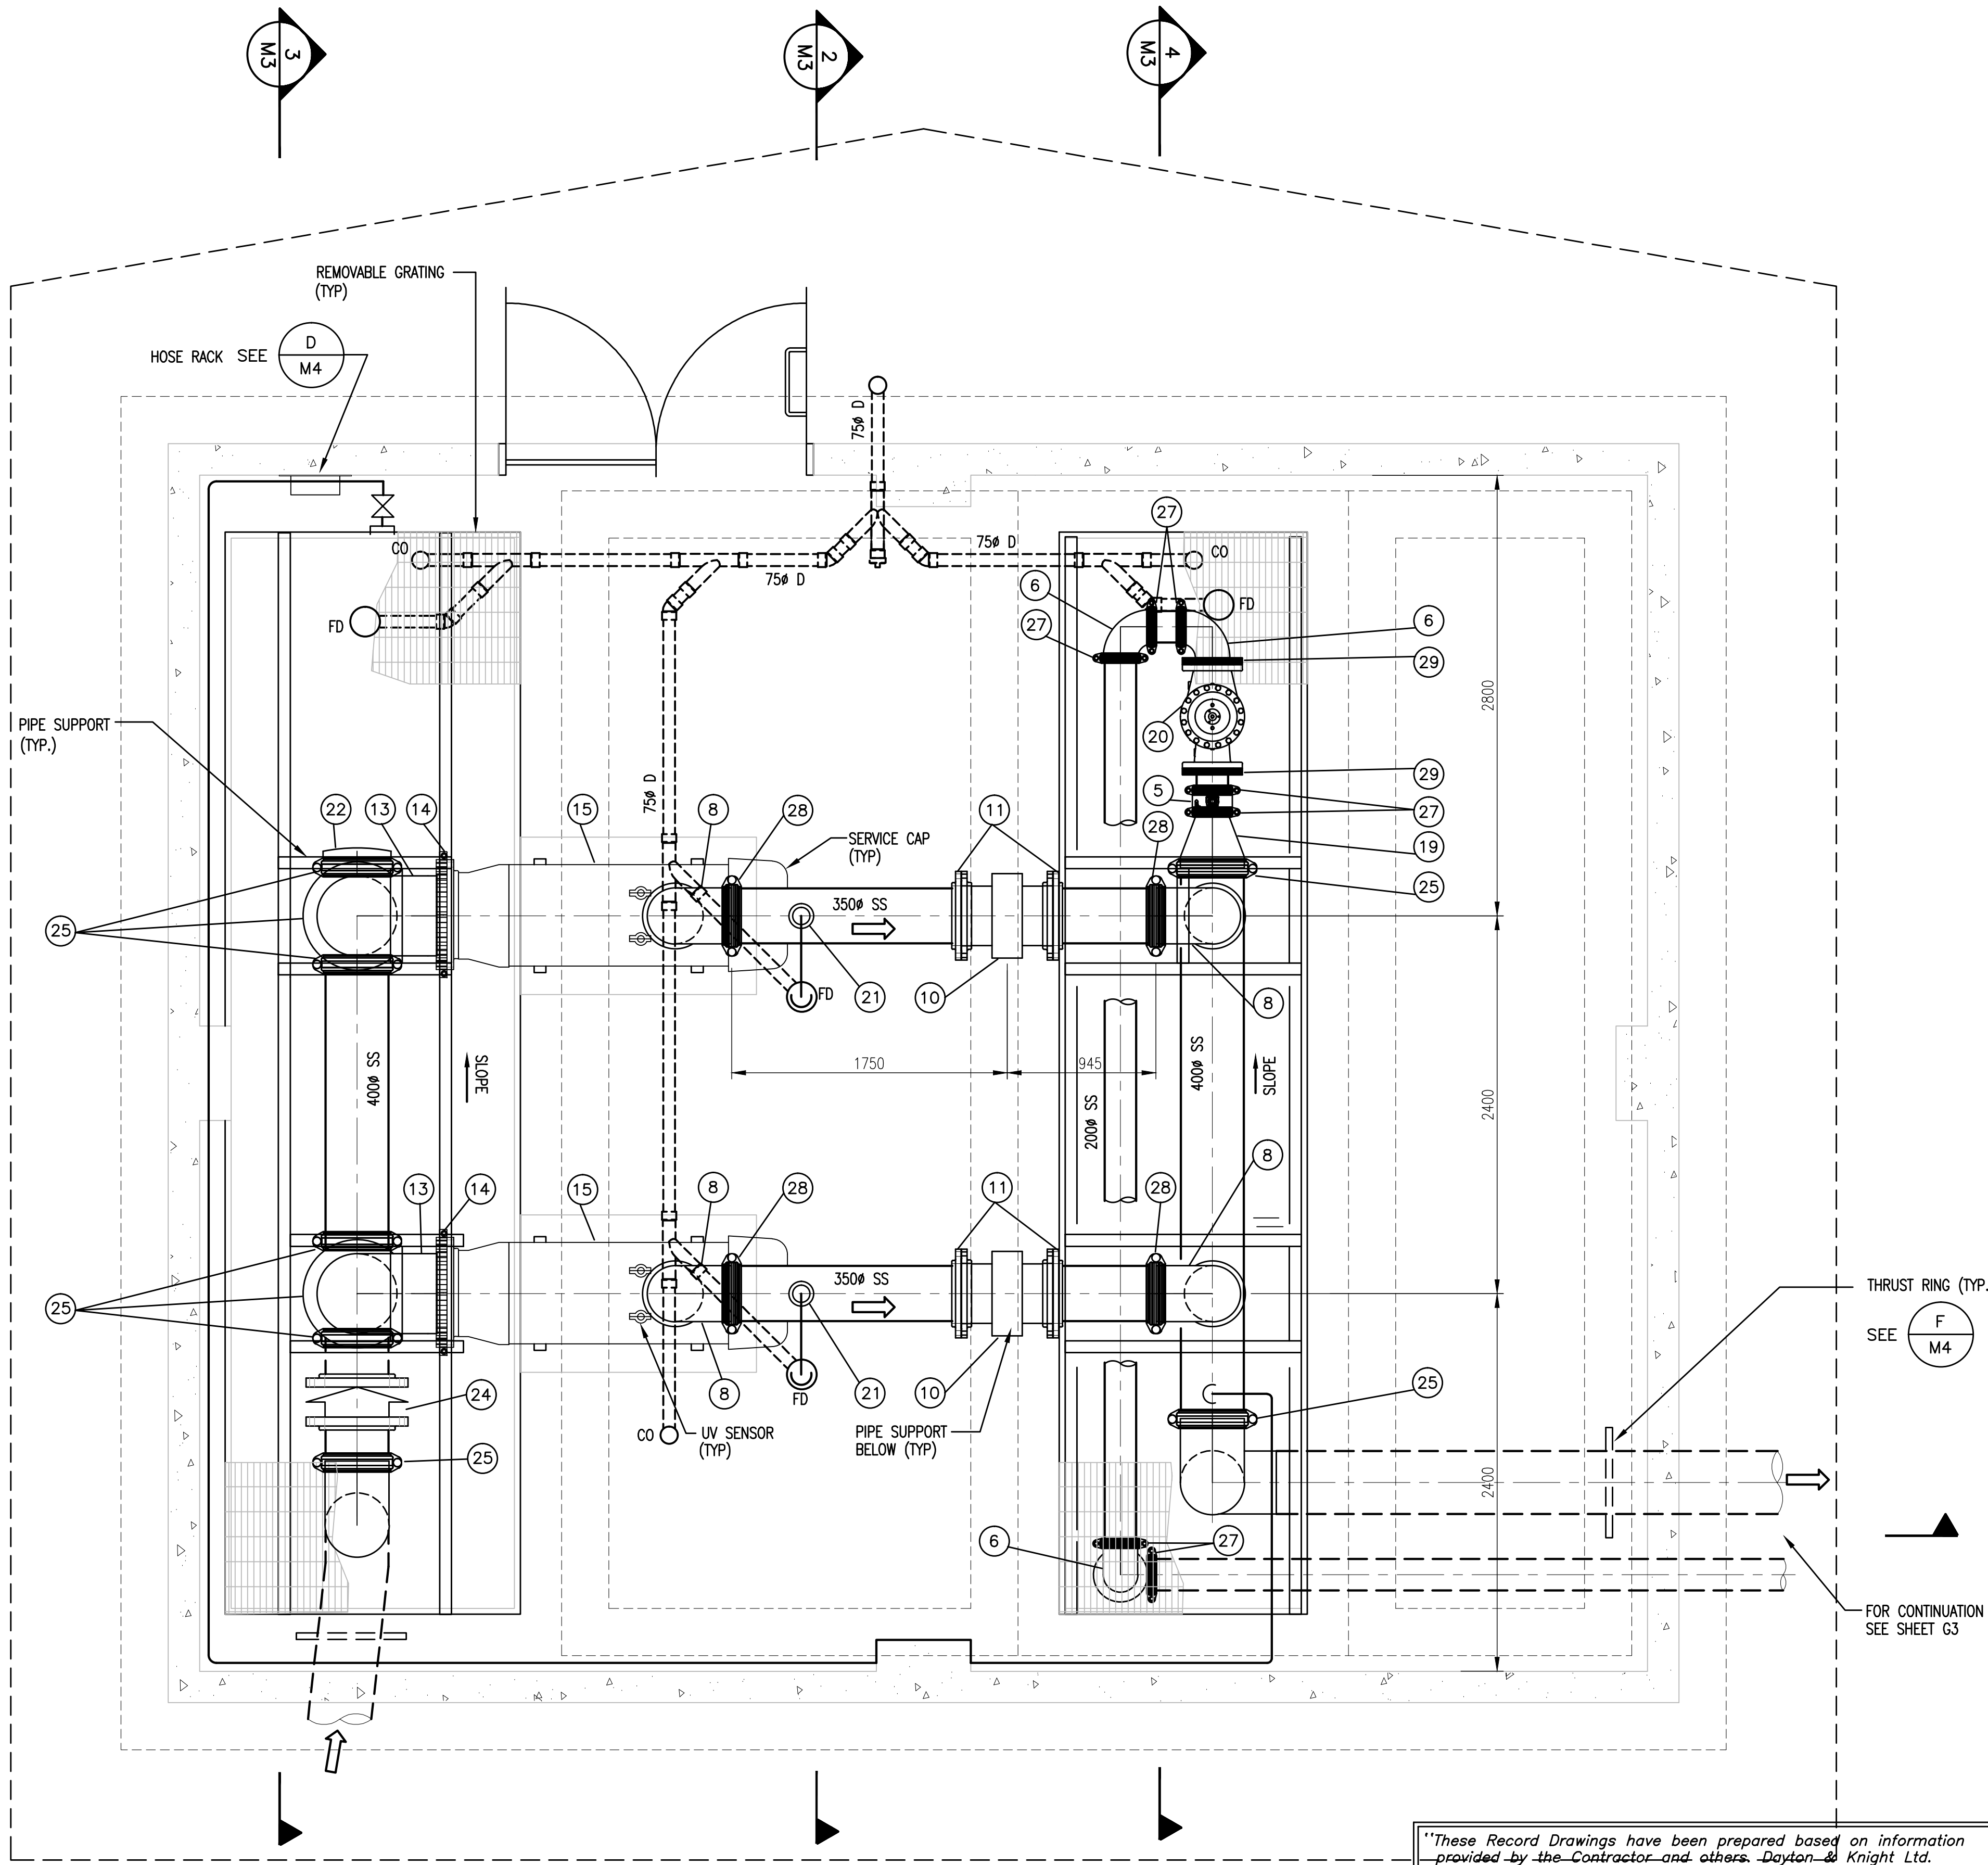 3
M3
2
M3
4
M3
REMOVABLE GRATING
(TYP)
HOSE RACK SEE
D
M4
75ø D
27
CO
75ø D
75ø D
CO
6
FD
FD
27
6
29
2800
PIPE SUPPORT
(TYP.)
20
29
75ø D
5
27
22
13
14
15
8
28
11
28
19
SERVICE CAP
(TYP)
25
350ø SS
25
FD
21
10
8
400ø SS
SLOPE
1750
945
200ø SS
400ø SS
SLOPE
2400
8
13
14
15
8
28
11
28
350ø SS
25
THRUST RING (TYP.
SEE
F
M4
24
8
FD
21
10
25
CO
UV SENSOR
(TYP)
PIPE SUPPORT
BELOW (TYP)
25
2400
6
27
FOR CONTINUATION
SEE SHEET G3
"These Record Drawings have been prepared based on information
provided by the Contractor and others. Dayton & Knight Ltd.